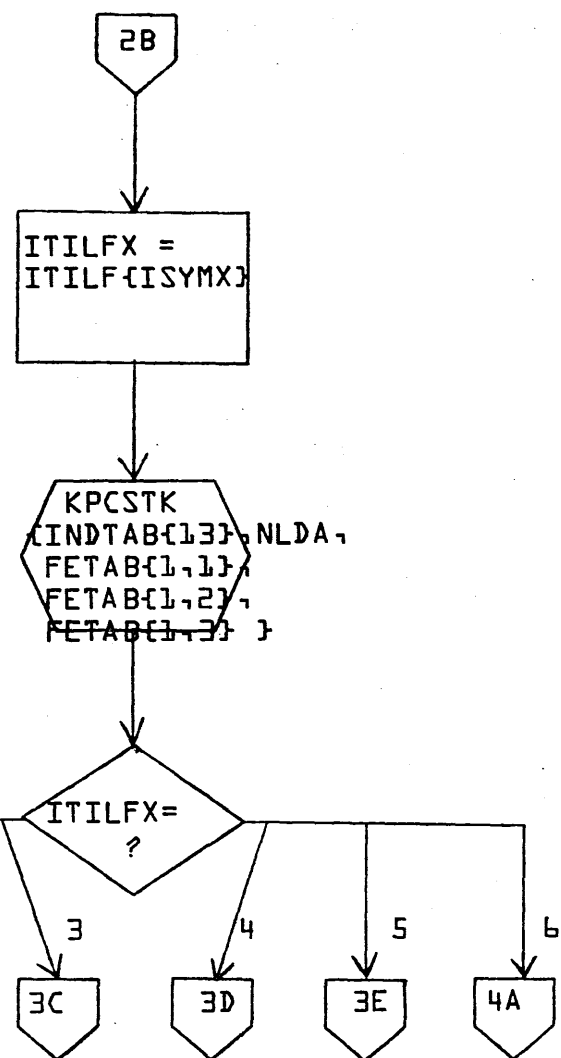 2B
ITILFX =
ITILF{ISYMX}
KPCSTK
{INDTAB{13},NLDA,
FETAB{1,1},
FETAB{1,2},
FETAB{1,3} }
ITILFX=
?
3 4 5 6
3C 3D 3E 4A